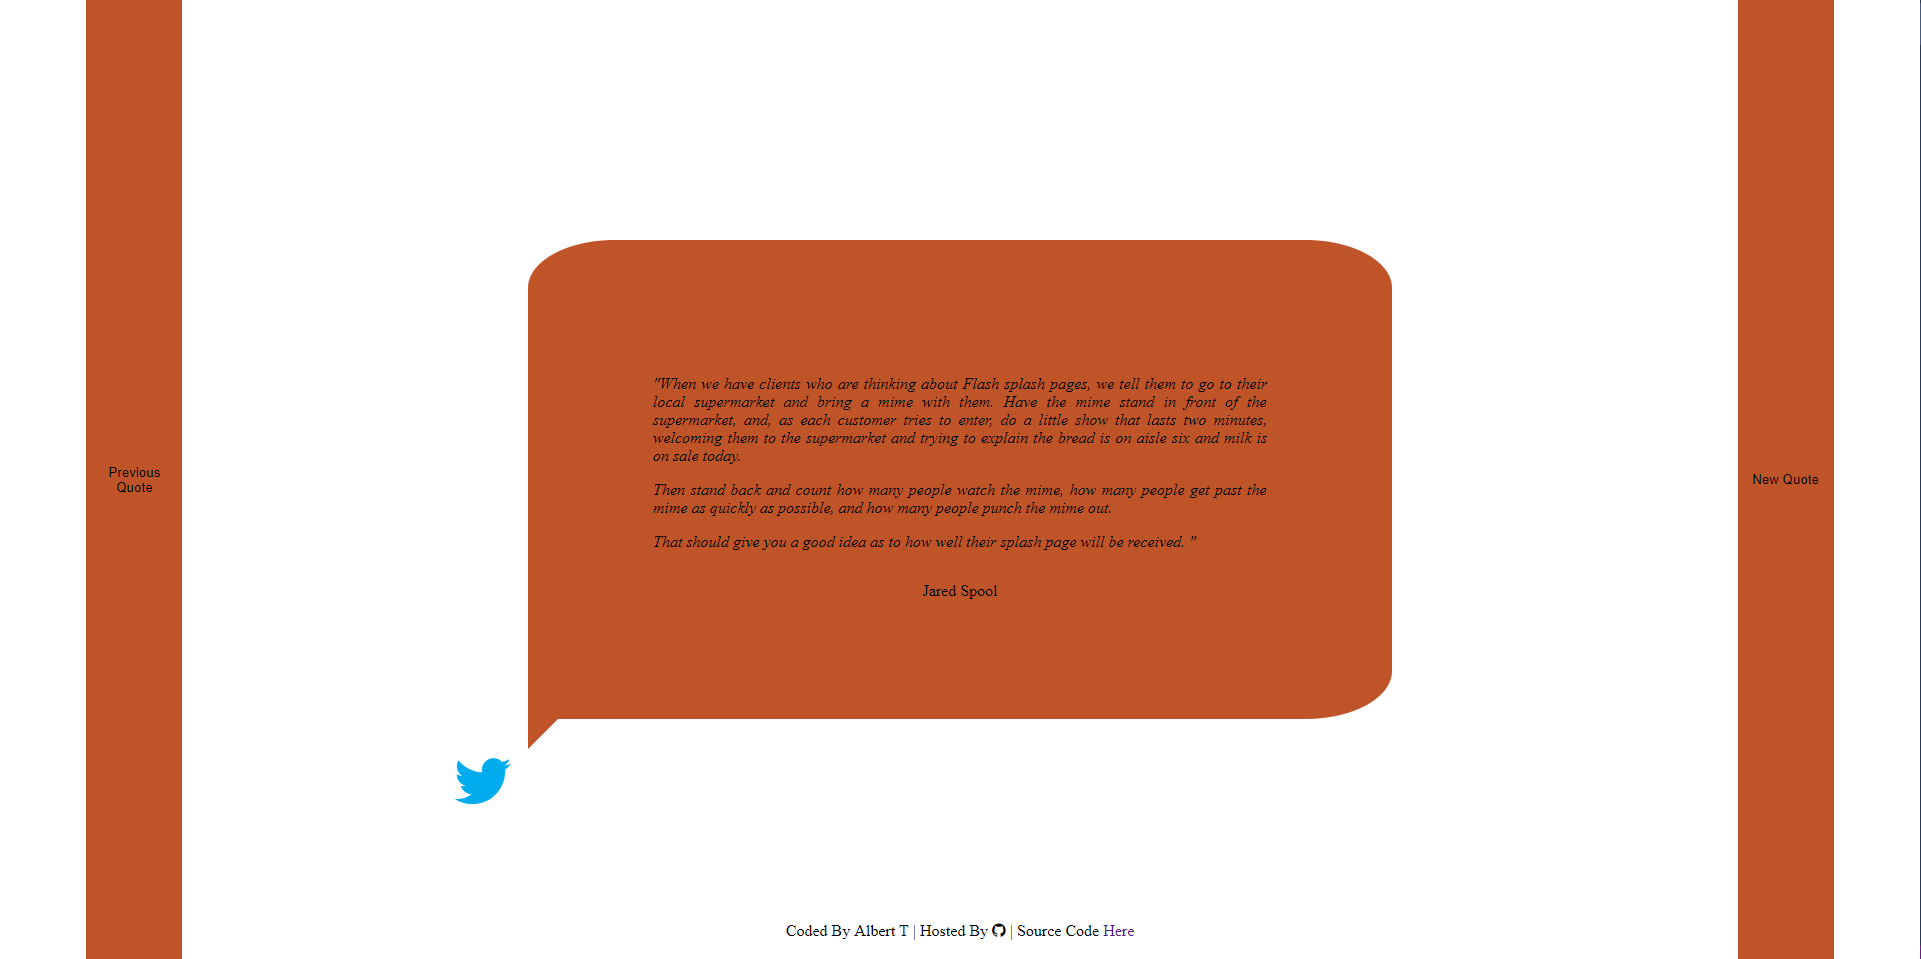 "When we have clients who are thinking about Flash splash pages, we tell them to go to their
local supermarket and bring a mime with them. Have the mime stand in front of the
supermarket, and, as each customer tries to enter, do a little show that lasts two minutes,
welcoming them to the supermarket and trying to explain the bread is on aisle six and milk is
on sale today.
Then stand back and count how many people watch the mime, how many people get past the
mime as quickly as possible, and how many people punch the mime out.
That should give you a good idea as to how well their splash page will be received. "
Jared Spool
Previous
Quote
New Quote
Coded By Albert T | Hosted By | Source Code Here